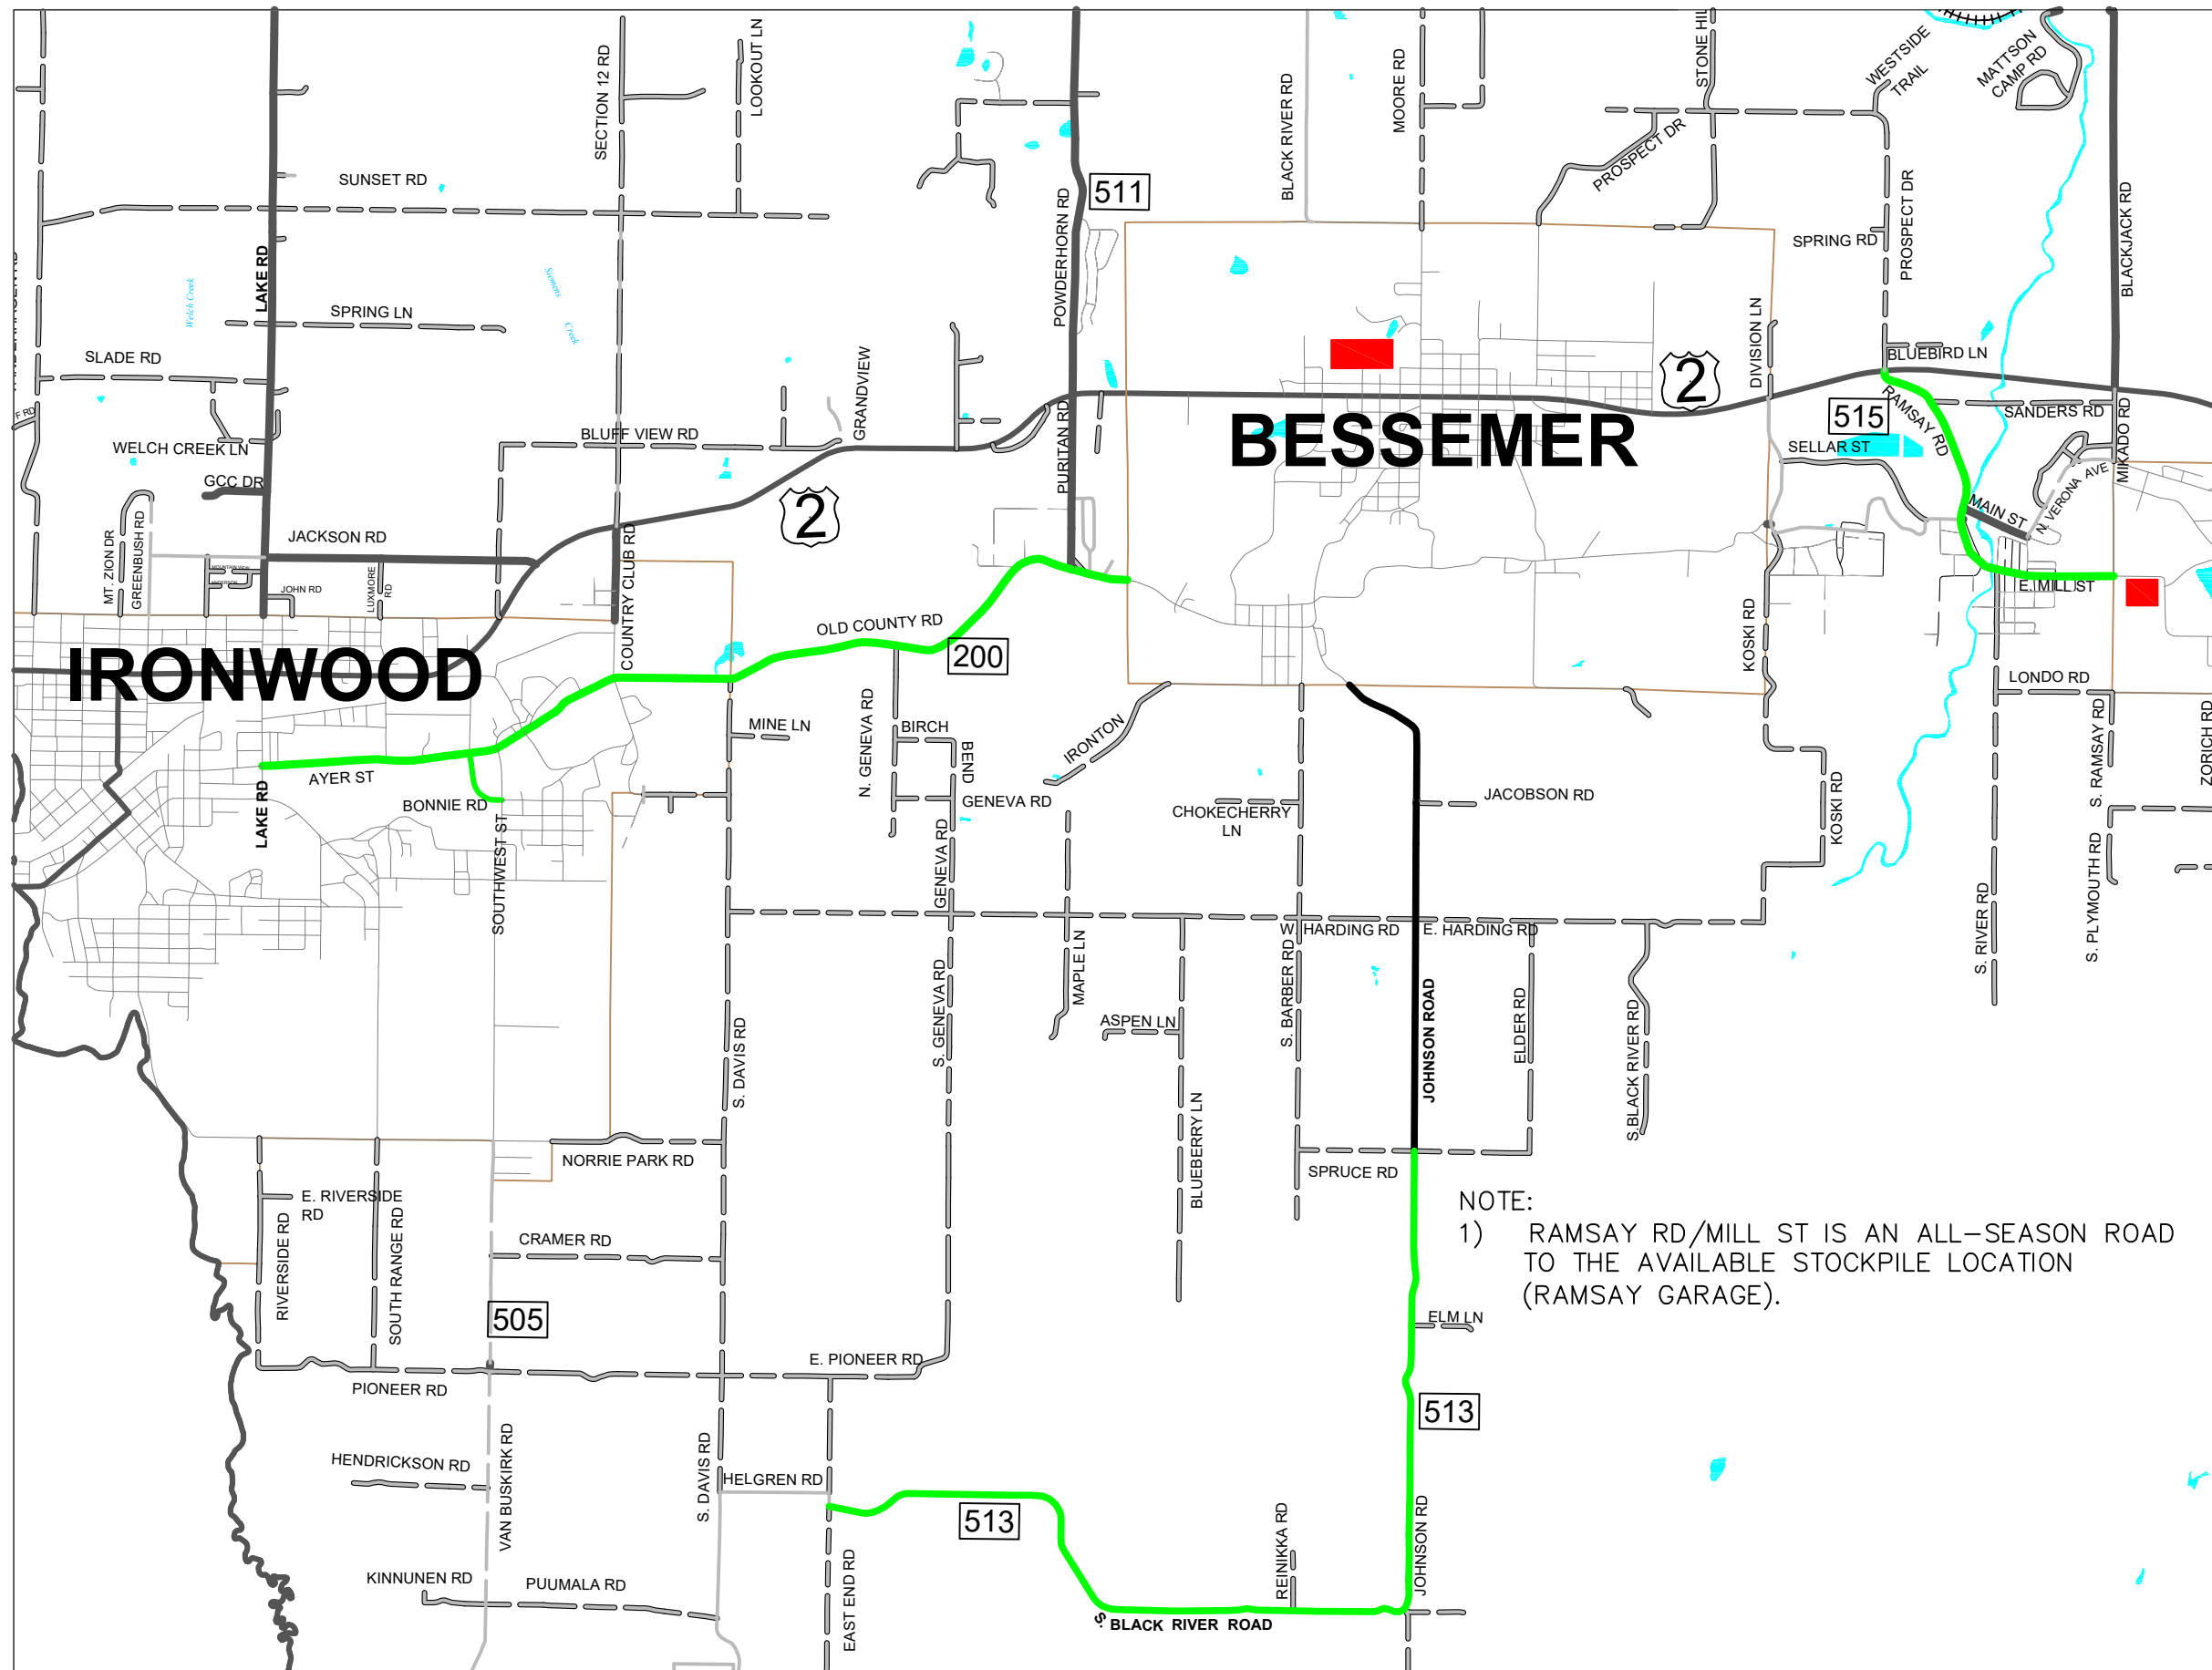 SECTION 12 RD
LOOKOUT LN
BLACK RIVER RD
MOORE RD
STONE HIL
WESTSIDE
TRAIL
MATTSON
CAMP RD
SUNSET RD
511
PROSPECT DR
PROSPECT DR
SPRING RD
BLACKJACK RD
POWDERHORN RD
LAKE RD
Welch Creek
Siemens
Creek
SPRING LN
SLADE RD
GRANDVIEW
DIVISION LN
BLUEBIRD LN
2
515
RAMSAY RD
SANDERS RD
MIKADO RD
BESSEMER
WELCH CREEK LN
BLUFF VIEW RD
PURITAN RD
SELLAR ST
GCC DR
2
MAIN ST
N. VERONA AVE
MT. ZION DR
GREENBUSH RD
JACKSON RD
MOUNTAIN VIEW
ANDERSON
JOHN RD
LUXMORE
RD
COUNTRY CLUB RD
E. MILL ST
OLD COUNTY RD
200
KOSKI RD
IRONWOOD
LONDO RD
N. GENEVA RD
BIRCH
BEND
MINE LN
IRONTON
S. RAMSAY RD
ZORICH RD
AYER ST
BONNIE RD
LAKE RD
GENEVA RD
CHOKECHERRY
LN
JACOBSON RD
KOSKI RD
SOUTHWEST ST
GENEVA RD
S. RIVER RD
S. PLYMOUTH RD
W. HARDING RD
E. HARDING RD
S. DAVIS RD
S. GENEVA RD
MAPLE LN
ASPEN LN
S. BARBER RD
JOHNSON ROAD
ELDER RD
S.BLACK RIVER RD
BLUEBERRY LN
NORRIE PARK RD
SPRUCE RD
E. RIVERSIDE
RD
RIVERSIDE RD
SOUTH RANGE RD
CRAMER RD
NOTE:
1) RAMSAY RD/MILL ST IS AN ALL-SEASON ROAD
TO THE AVAILABLE STOCKPILE LOCATION
(RAMSAY GARAGE).
505
ELM LN
E. PIONEER RD
PIONEER RD
513
HENDRICKSON RD
VAN BUSKIRK RD
S. DAVIS RD
HELGREN RD
513
REINIKKA RD
JOHNSON RD
KINNUNEN RD
PUUMALA RD
EAST END RD
S. BLACK RIVER ROAD